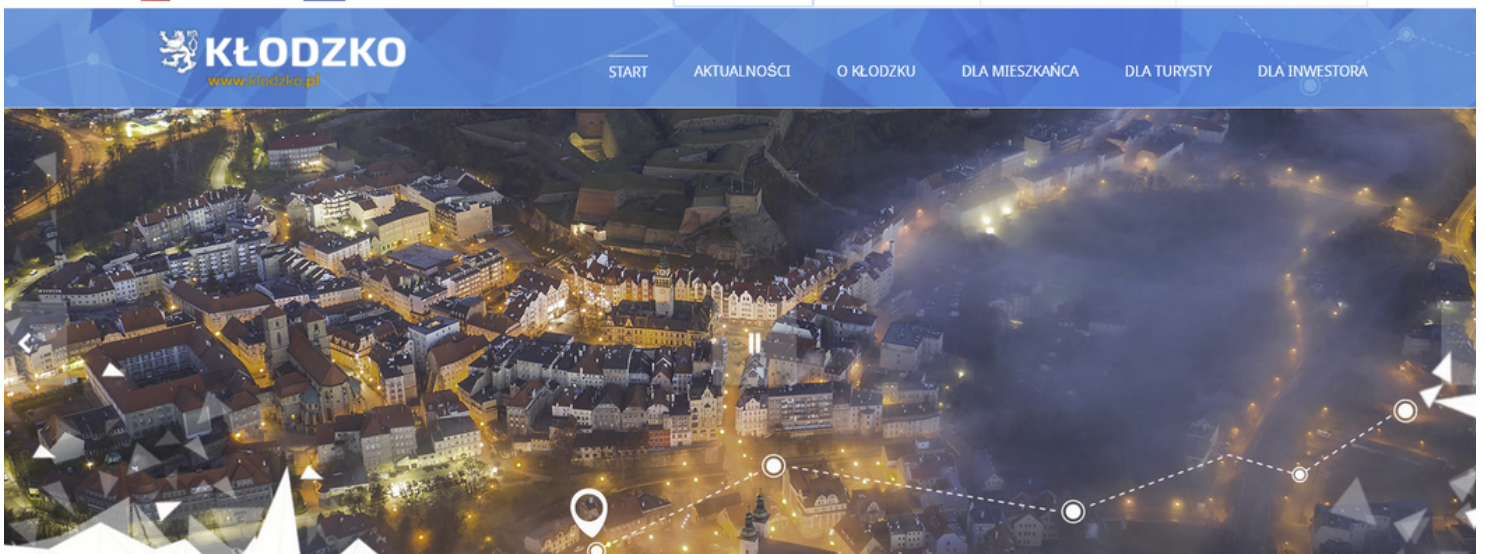 KŁODZKO
www.klodzko.pl
START AKTUALNOŚCI O KŁODZKU DLA MIESZKAŃCA DLA TURYSTY DLA INWESTORA